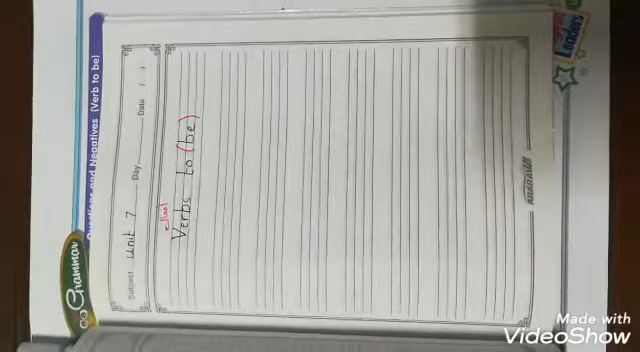 Grammar
Questions and Negatives (Verb to be)
Subject Unit 7 Day Date / /
افعال
Verbs to (be)
Leaders
Made with
VideoShow